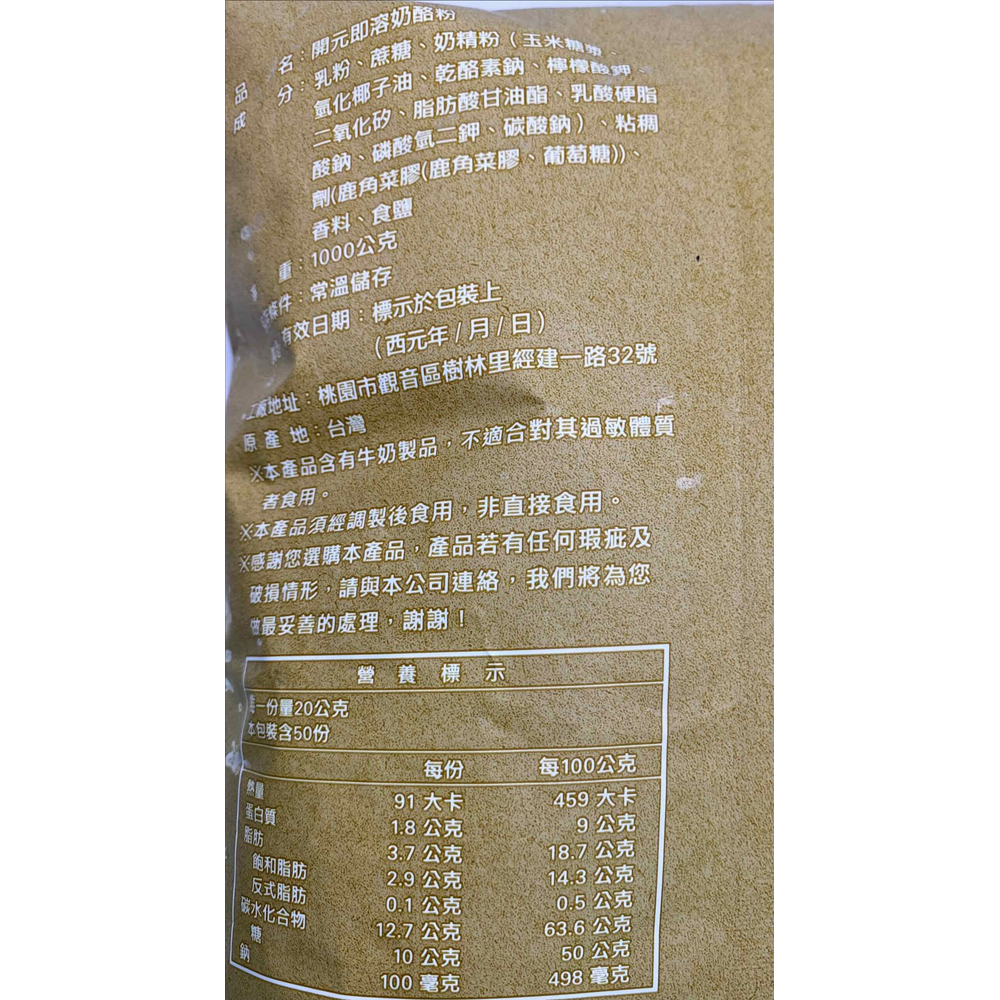 品 名：開元即溶奶酪粉
成 分：乳粉、蔗糖、奶精粉（玉米糖漿、
氫化椰子油、乾酪素鈉、檸檬酸鉀、
二氧化矽、脂肪酸甘油酯、乳酸硬脂
酸鈉、磷酸氫二鉀、碳酸鈉）、粘稠
劑(鹿角菜膠(鹿角菜膠、葡萄糖))、
香料、食鹽
重：1000公克
條件：常溫儲存
有效日期：標示於包裝上
（西元年/月/日）
工廠地址：桃園市觀音區樹林里經建一路32號
原 產 地：台灣
※本產品含有牛奶製品，不適合對其過敏體質
者食用。
※本產品須經調製後食用，非直接食用。
※感謝您選購本產品，產品若有任何瑕疵及
破損情形，請與本公司連絡，我們將為您
做最妥善的處理，謝謝！
營 養 標 示
每一份量20公克
本包裝含50份
每份 每100公克
熱量 91 大卡 459 大卡
蛋白質 1.8 公克 9 公克
脂肪 3.7 公克 18.7 公克
飽和脂肪 2.9 公克 14.3 公克
反式脂肪 0.1 公克 0.5 公克
碳水化合物 12.7 公克 63.6 公克
糖 10 公克 50 公克
鈉 100 毫克 498 毫克